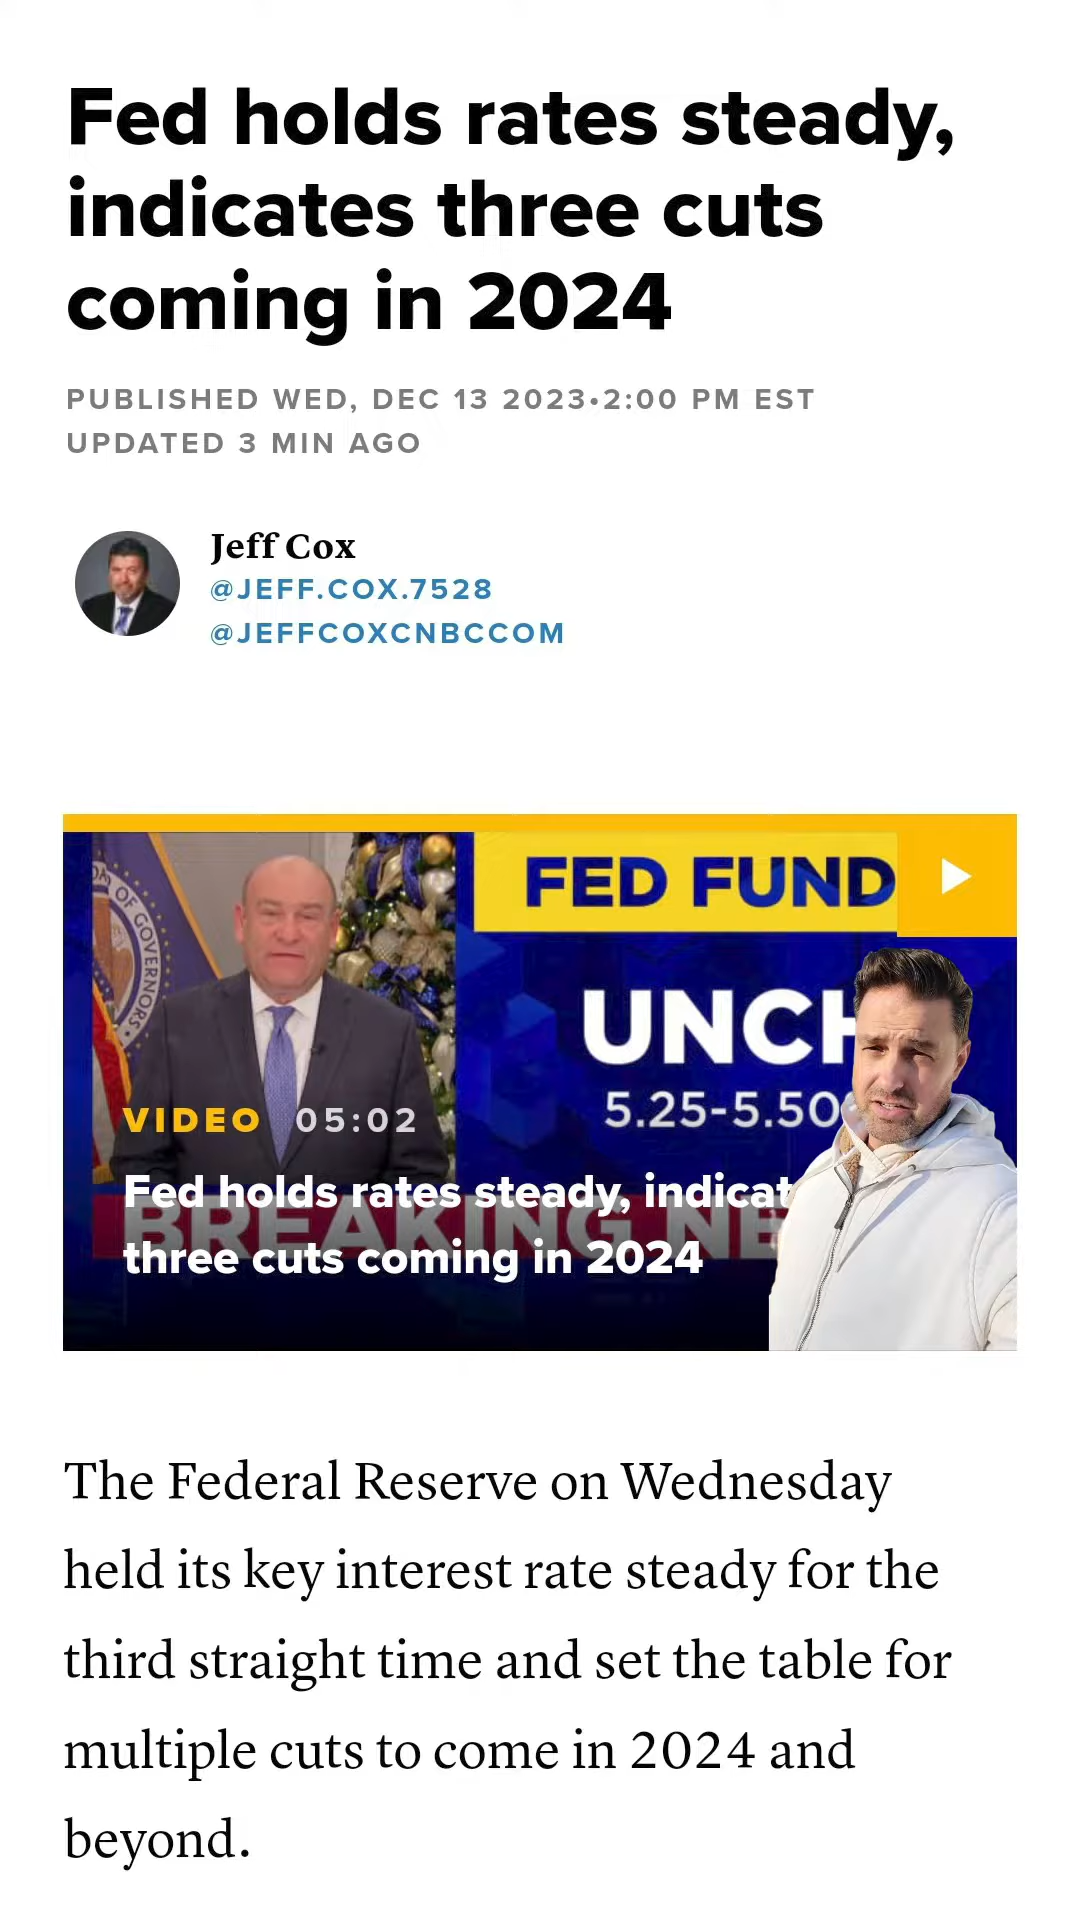 Fed holds rates steady,
indicates three cuts
coming in 2024
PUBLISHED WED, DEC 13 2023•2:00 PM EST
UPDATED 3 MIN AGO
Jeff Cox
@JEFF.COX.7528
@JEFFCOXCNBCCOM
OF GOVERNORS
FED FUND
UNCH
5.25-5.50
VIDEO 05:02
BREAKING NE
Fed holds rates steady, indicat
three cuts coming in 2024
The Federal Reserve on Wednesday
held its key interest rate steady for the
third straight time and set the table for
multiple cuts to come in 2024 and
beyond.